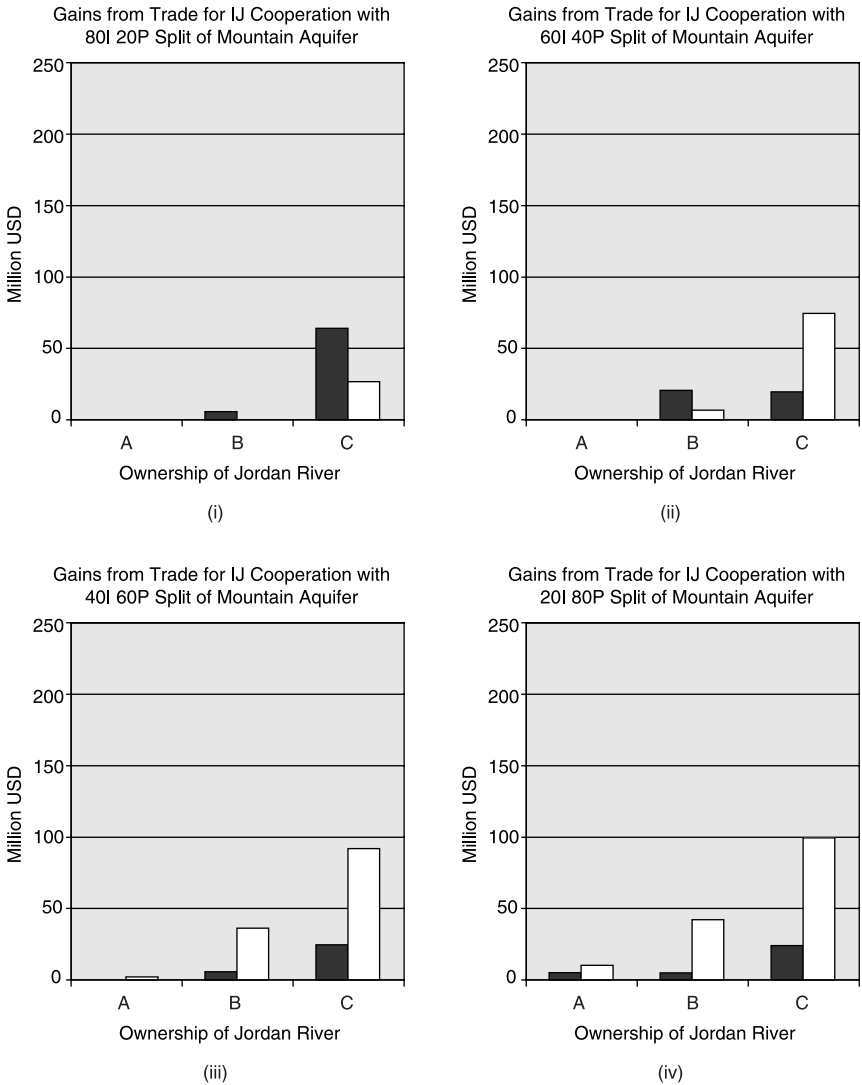 Gains from Trade for IJ Cooperation with
80I 20P Split of Mountain Aquifer
250
200
150
100
50
0
Million USD
A B C
Ownership of Jordan River
(i)
Gains from Trade for IJ Cooperation with
60I 40P Split of Mountain Aquifer
250
200
150
100
50
0
Million USD
A B C
Ownership of Jordan River
(ii)
Gains from Trade for IJ Cooperation with
40I 60P Split of Mountain Aquifer
250
200
150
100
50
0
Million USD
A B C
Ownership of Jordan River
(iii)
Gains from Trade for IJ Cooperation with
20I 80P Split of Mountain Aquifer
250
200
150
100
50
0
Million USD
A B C
Ownership of Jordan River
(iv)